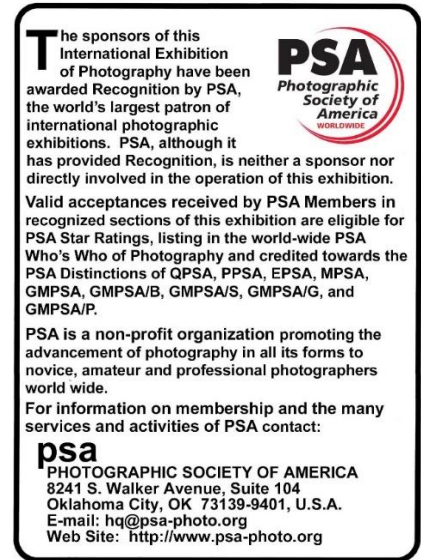 The sponsors of this
International Exhibition
of Photography have been
awarded Recognition by PSA,
the world's largest patron of
international photographic
exhibitions. PSA, although it
has provided Recognition, is neither a sponsor nor
directly involved in the operation of this exhibition.
PSA
Photographic
Society of
America
WORLDWIDE
Valid acceptances received by PSA Members in
recognized sections of this exhibition are eligible for
PSA Star Ratings, listing in the world-wide PSA
Who's Who of Photography and credited towards the
PSA Distinctions of QPSA, PPSA, EPSA, MPSA,
GMPSA, GMPSA/B, GMPSA/S, GMPSA/G, and
GMPSA/P.
PSA is a non-profit organization promoting the
advancement of photography in all its forms to
novice, amateur and professional photographers
world wide.
For information on membership and the many
services and activities of PSA contact:
psa
PHOTOGRAPHIC SOCIETY OF AMERICA
8241 S. Walker Avenue, Suite 104
Oklahoma City, OK 73139-9401, U.S.A.
E-mail: hq@psa-photo.org
Web Site: http://www.psa-photo.org